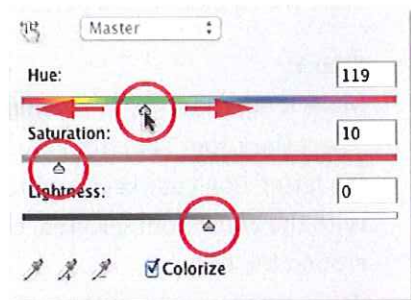 Master
Hue:
119
Saturation:
10
Lightness:
0
Colorize